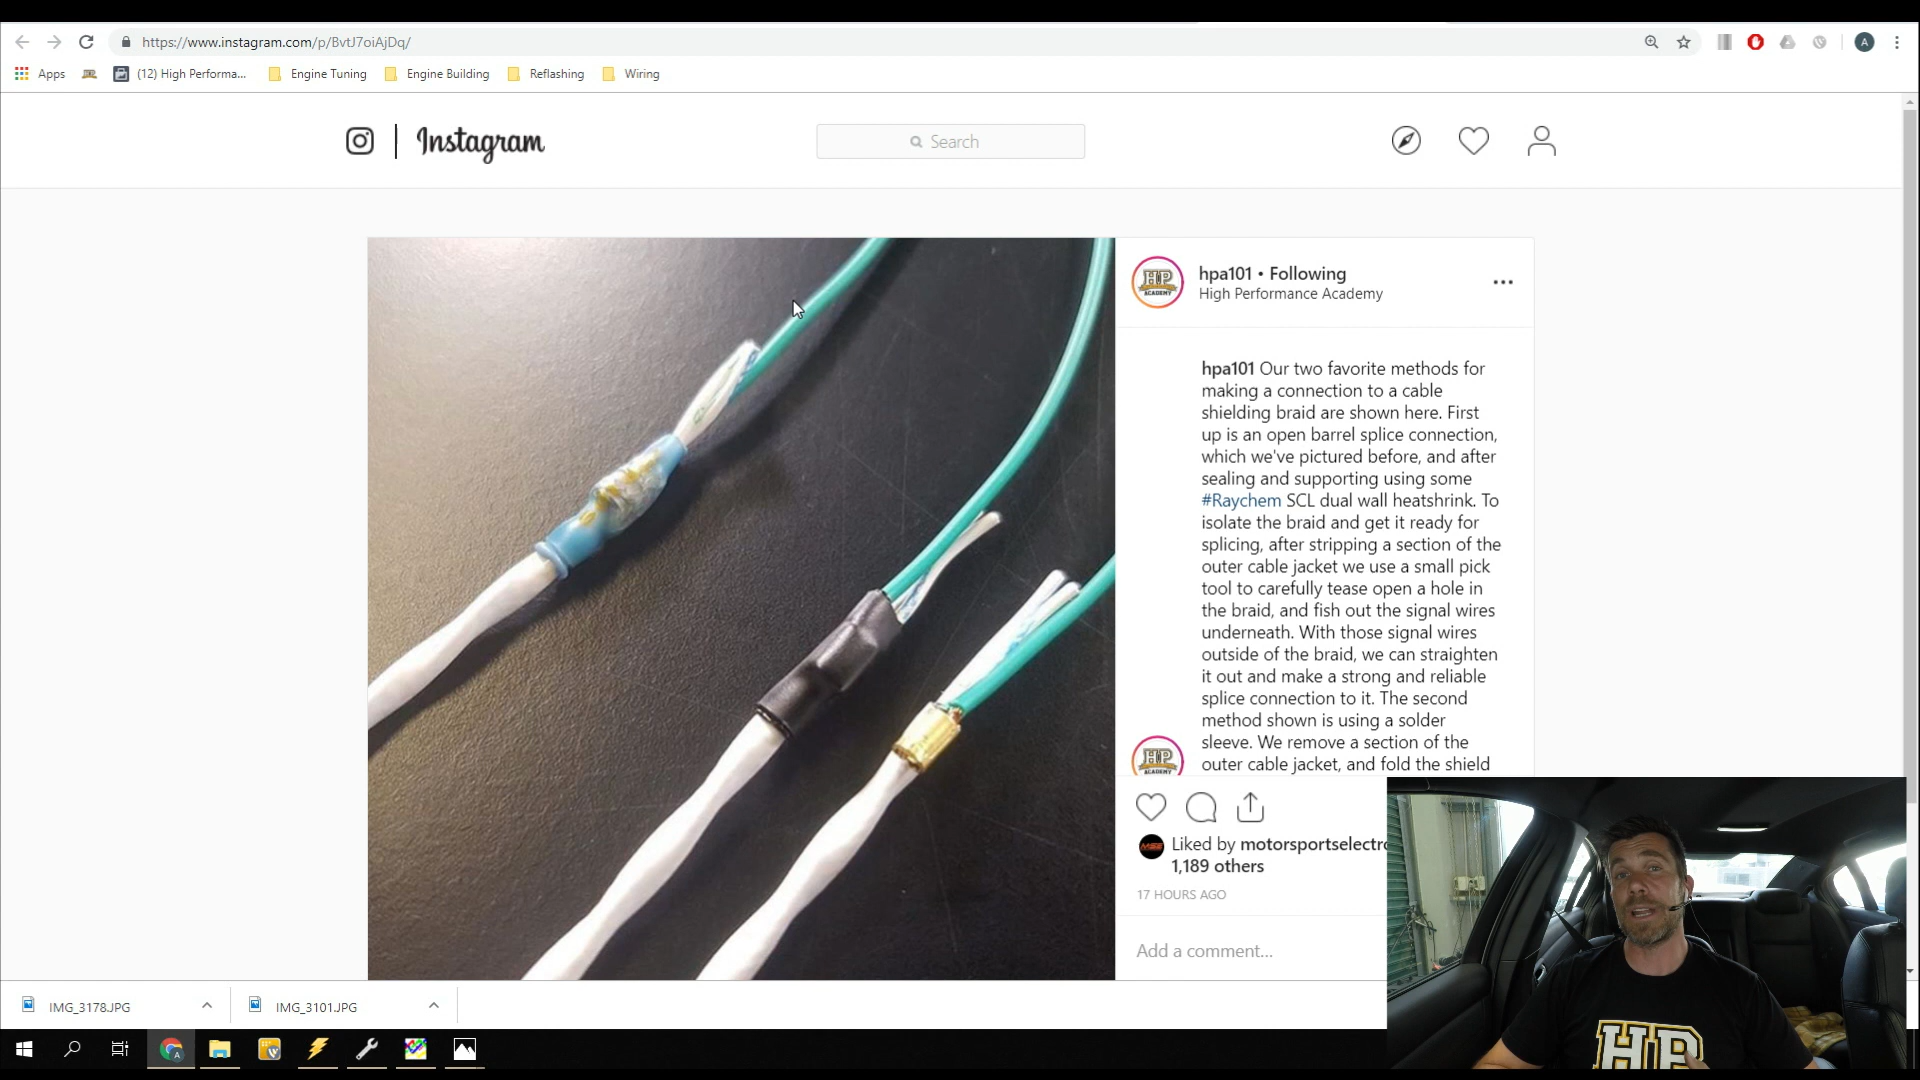 https://www.instagram.com/p/BvtJ7oiAjDq/
A
Apps
(12) High Performa...
Engine Tuning
Engine Building
Reflashing
Wiring
Instagram
Search
hpa101 • Following
High Performance Academy
HP
ACADEMY
hpa101 Our two favorite methods for
making a connection to a cable
shielding braid are shown here. First
up is an open barrel splice connection,
which we've pictured before, and after
sealing and supporting using some
#Raychem SCL dual wall heatshrink. To
isolate the braid and get it ready for
splicing, after stripping a section of the
outer cable jacket we use a small pick
tool to carefully tease open a hole in
the braid, and fish out the signal wires
underneath. With those signal wires
outside of the braid, we can straighten
it out and make a strong and reliable
splice connection to it. The second
method shown is using a solder
sleeve. We remove a section of the
outer cable jacket, and fold the shield
HP
Liked by motorsportselectro
1,189 others
17 HOURS AGO
Add a comment...
IMG_3178.JPG
IMG_3101.JPG
HP